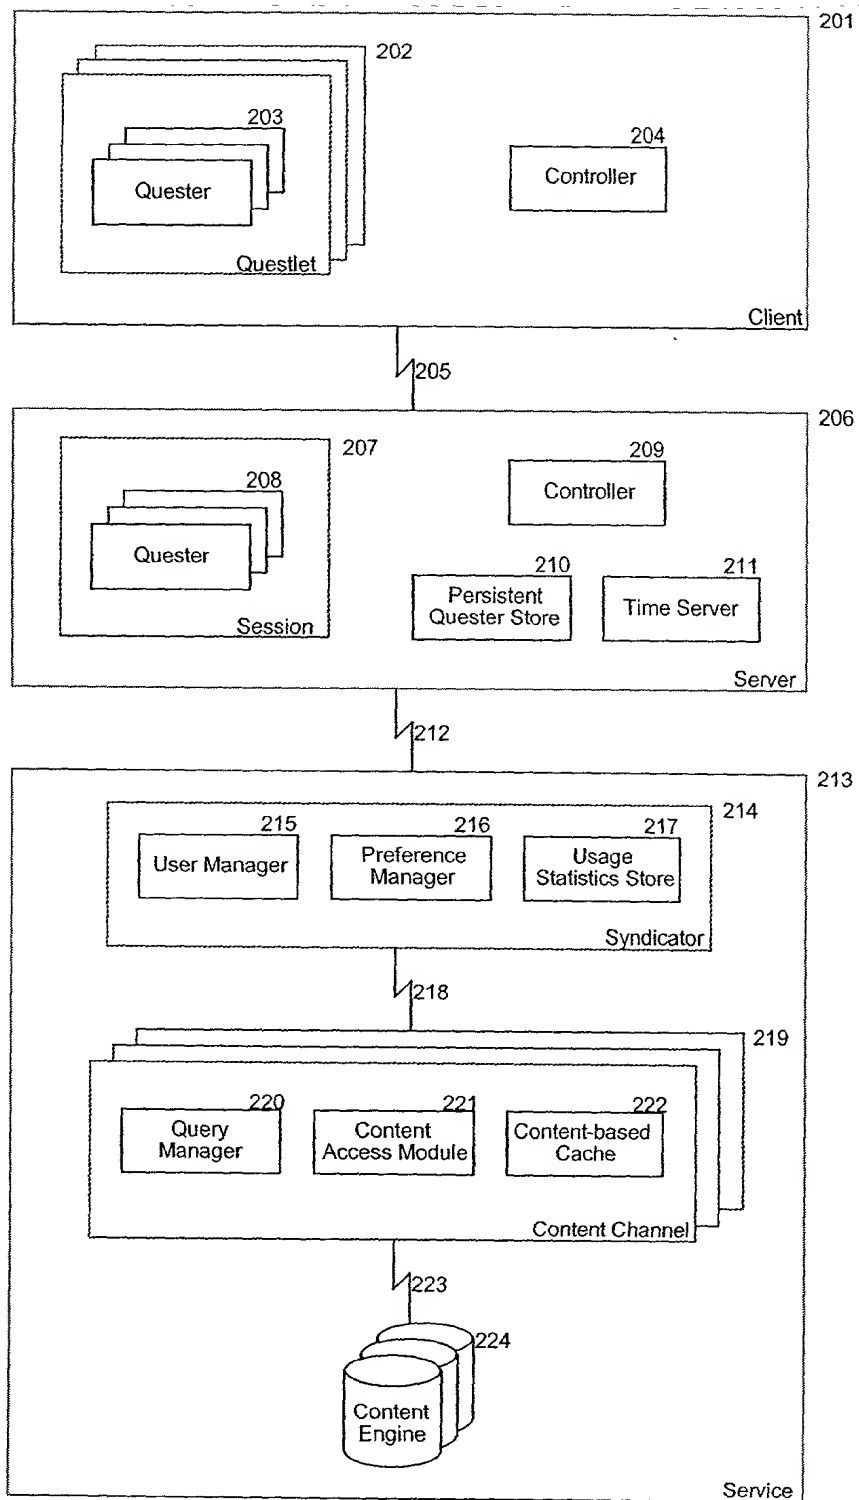 201
202
203
204
Quester
Controller
Questlet
Client
205
206
207
208
209
Quester
Controller
210
211
Persistent
Quester Store
Time Server
Session
Server
212
213
214
215
216
217
User Manager
Preference
Manager
Usage
Statistics Store
Syndicator
218
219
220
221
222
Query
Manager
Content
Access Module
Content-based
Cache
Content Channel
223
224
Content
Engine
Service